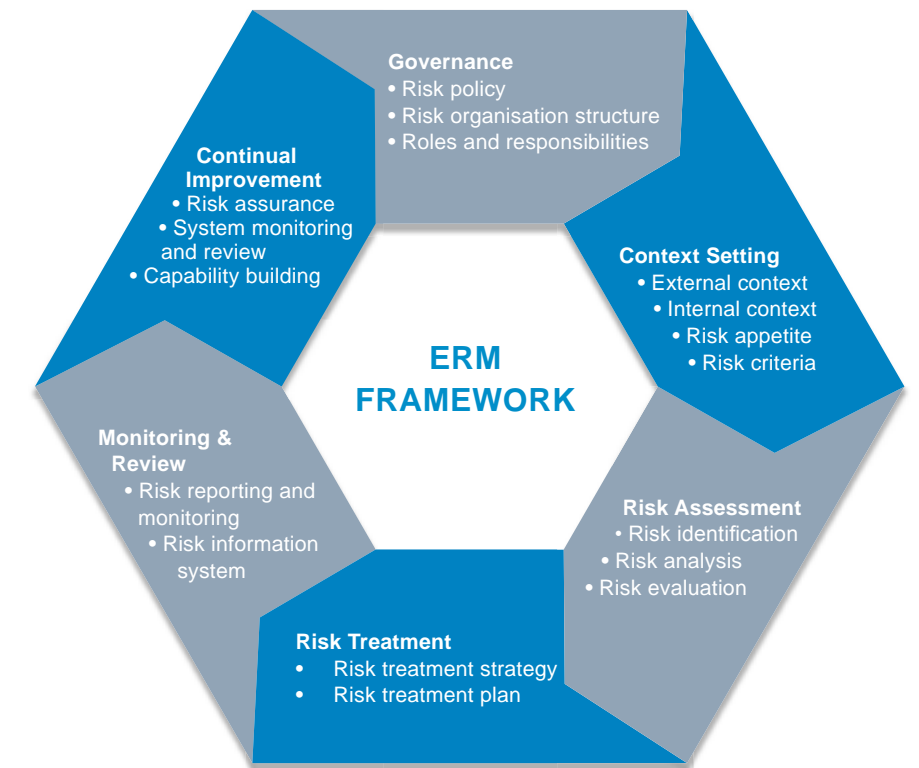 Governance
• Risk policy
• Risk organisation structure
• Roles and responsibilities
Context Setting
• External context
• Internal context
• Risk appetite
• Risk criteria
Risk Assessment
• Risk identification
• Risk analysis
• Risk evaluation
Risk Treatment
• Risk treatment strategy
• Risk treatment plan
Monitoring &
Review
• Risk reporting and
monitoring
• Risk information
system
Continual
Improvement
• Risk assurance
• System monitoring
and review
• Capability building
ERM
FRAMEWORK